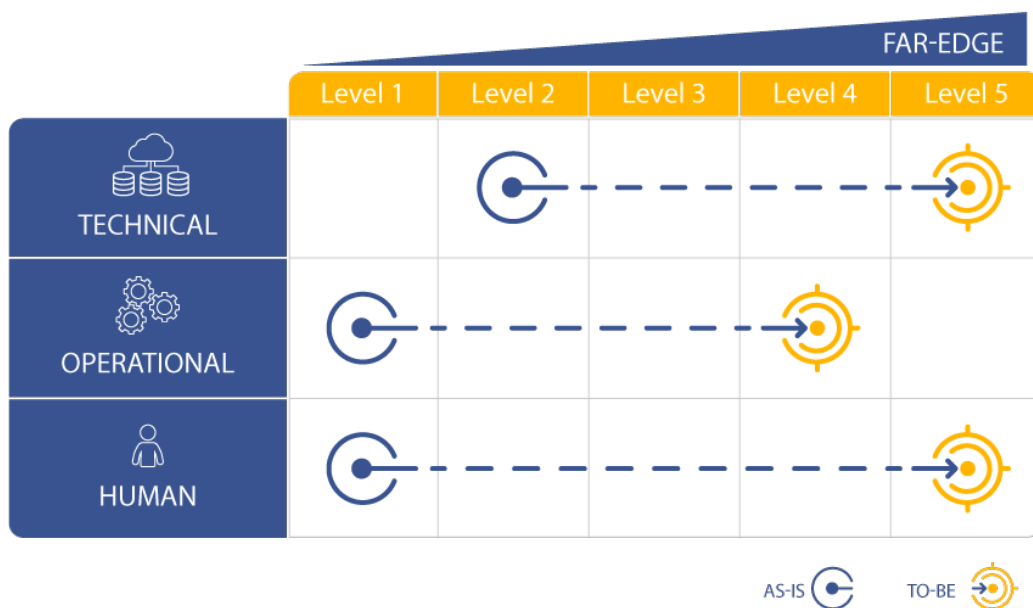 FAR-EDGE
Level 1 Level 2 Level 3 Level 4 Level 5
TECHNICAL
OPERATIONAL
HUMAN
AS-IS TO-BE